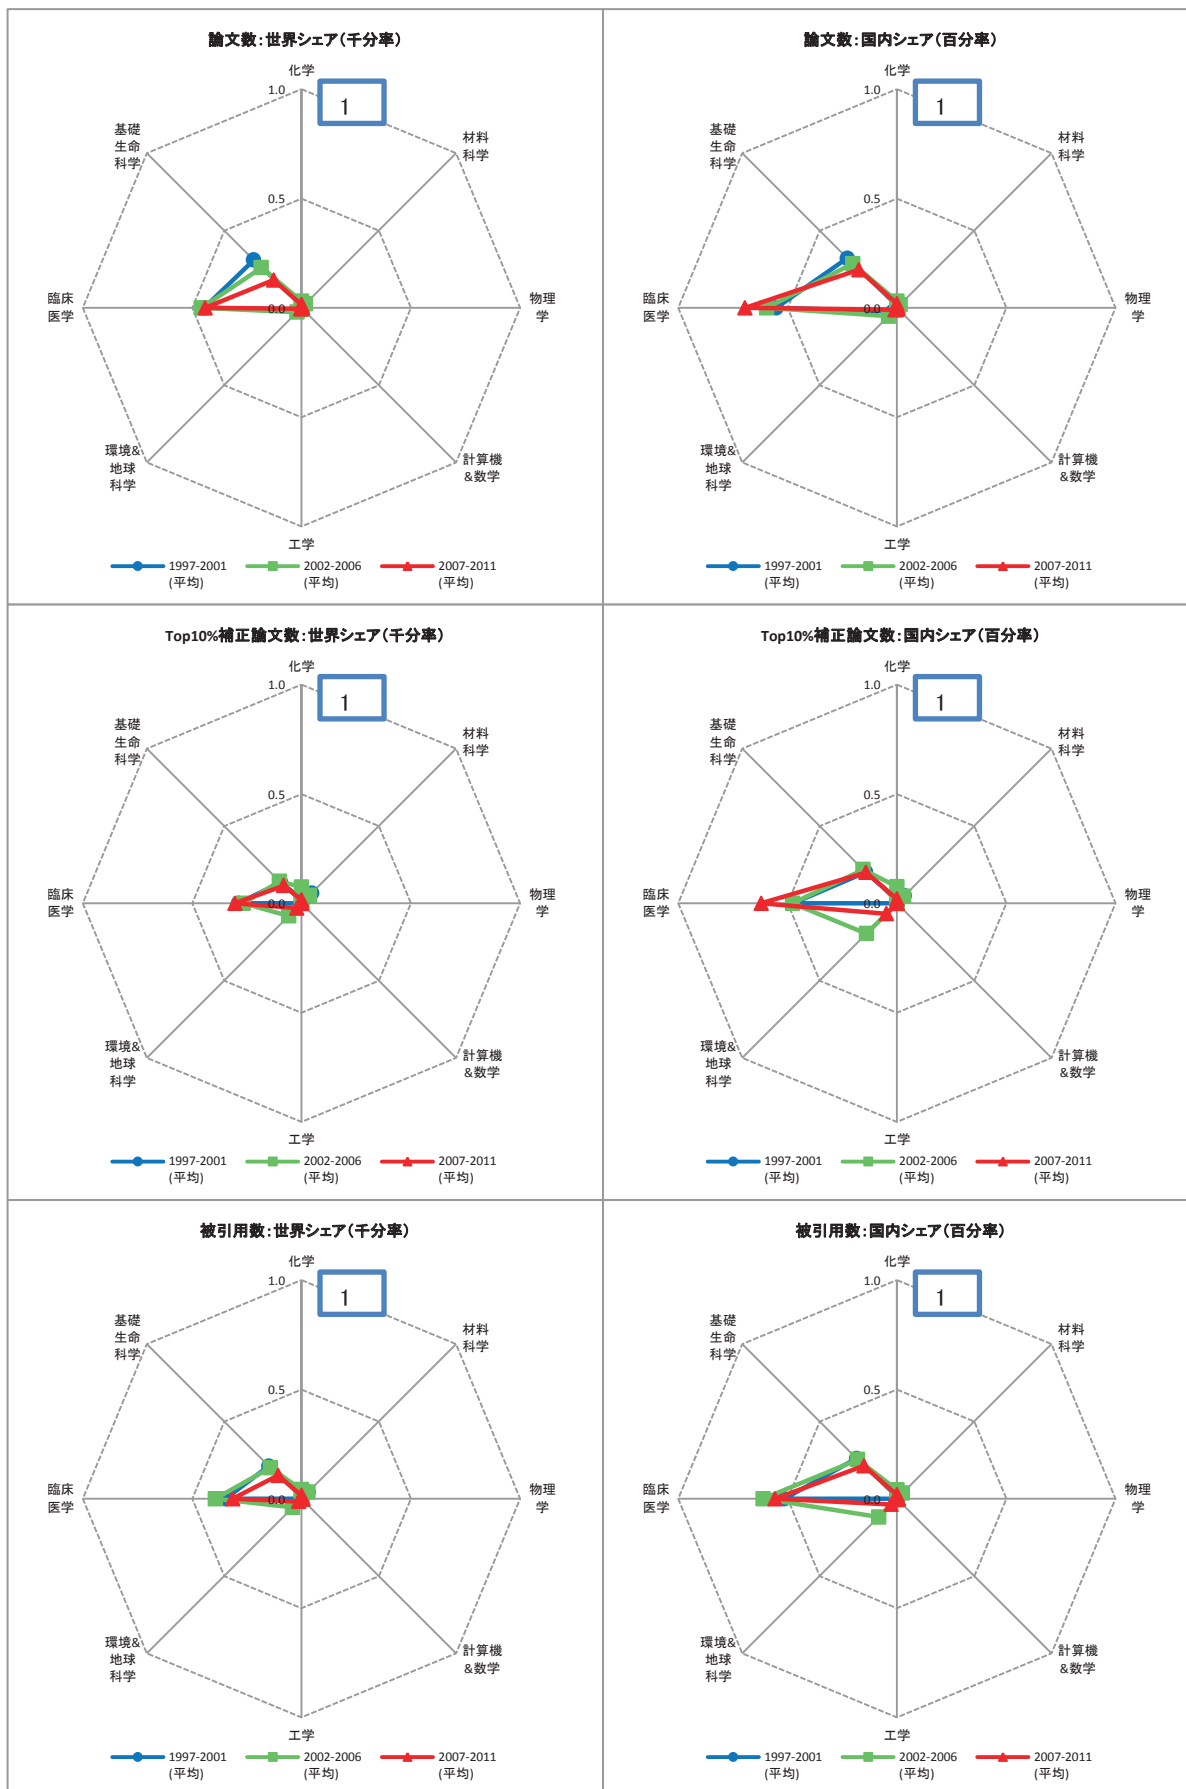 論文数：世界シェア（千分率）
化学
1.0
1
基礎
生命
科学
材料
科学
0.5
臨床
医学
0.0
物理
学
環境&
地球
科学
計算機
&数学
工学
1997-2001
(平均)
2002-2006
(平均)
2007-2011
(平均)
論文数：国内シェア（百分率）
化学
1.0
1
基礎
生命
科学
材料
科学
0.5
臨床
医学
0.0
物理
学
環境&
地球
科学
計算機
&数学
工学
1997-2001
(平均)
2002-2006
(平均)
2007-2011
(平均)
Top10%補正論文数：世界シェア（千分率）
化学
1.0
1
基礎
生命
科学
材料
科学
0.5
臨床
医学
0.0
物理
学
環境&
地球
科学
計算機
&数学
工学
1997-2001
(平均)
2002-2006
(平均)
2007-2011
(平均)
Top10%補正論文数：国内シェア（百分率）
化学
1.0
1
基礎
生命
科学
材料
科学
0.5
臨床
医学
0.0
物理
学
環境&
地球
科学
計算機
&数学
工学
1997-2001
(平均)
2002-2006
(平均)
2007-2011
(平均)
被引用数：世界シェア（千分率）
化学
1.0
1
基礎
生命
科学
材料
科学
0.5
臨床
医学
0.0
物理
学
環境&
地球
科学
計算機
&数学
工学
1997-2001
(平均)
2002-2006
(平均)
2007-2011
(平均)
被引用数：国内シェア（百分率）
化学
1.0
1
基礎
生命
科学
材料
科学
0.5
臨床
医学
0.0
物理
学
環境&
地球
科学
計算機
&数学
工学
1997-2001
(平均)
2002-2006
(平均)
2007-2011
(平均)